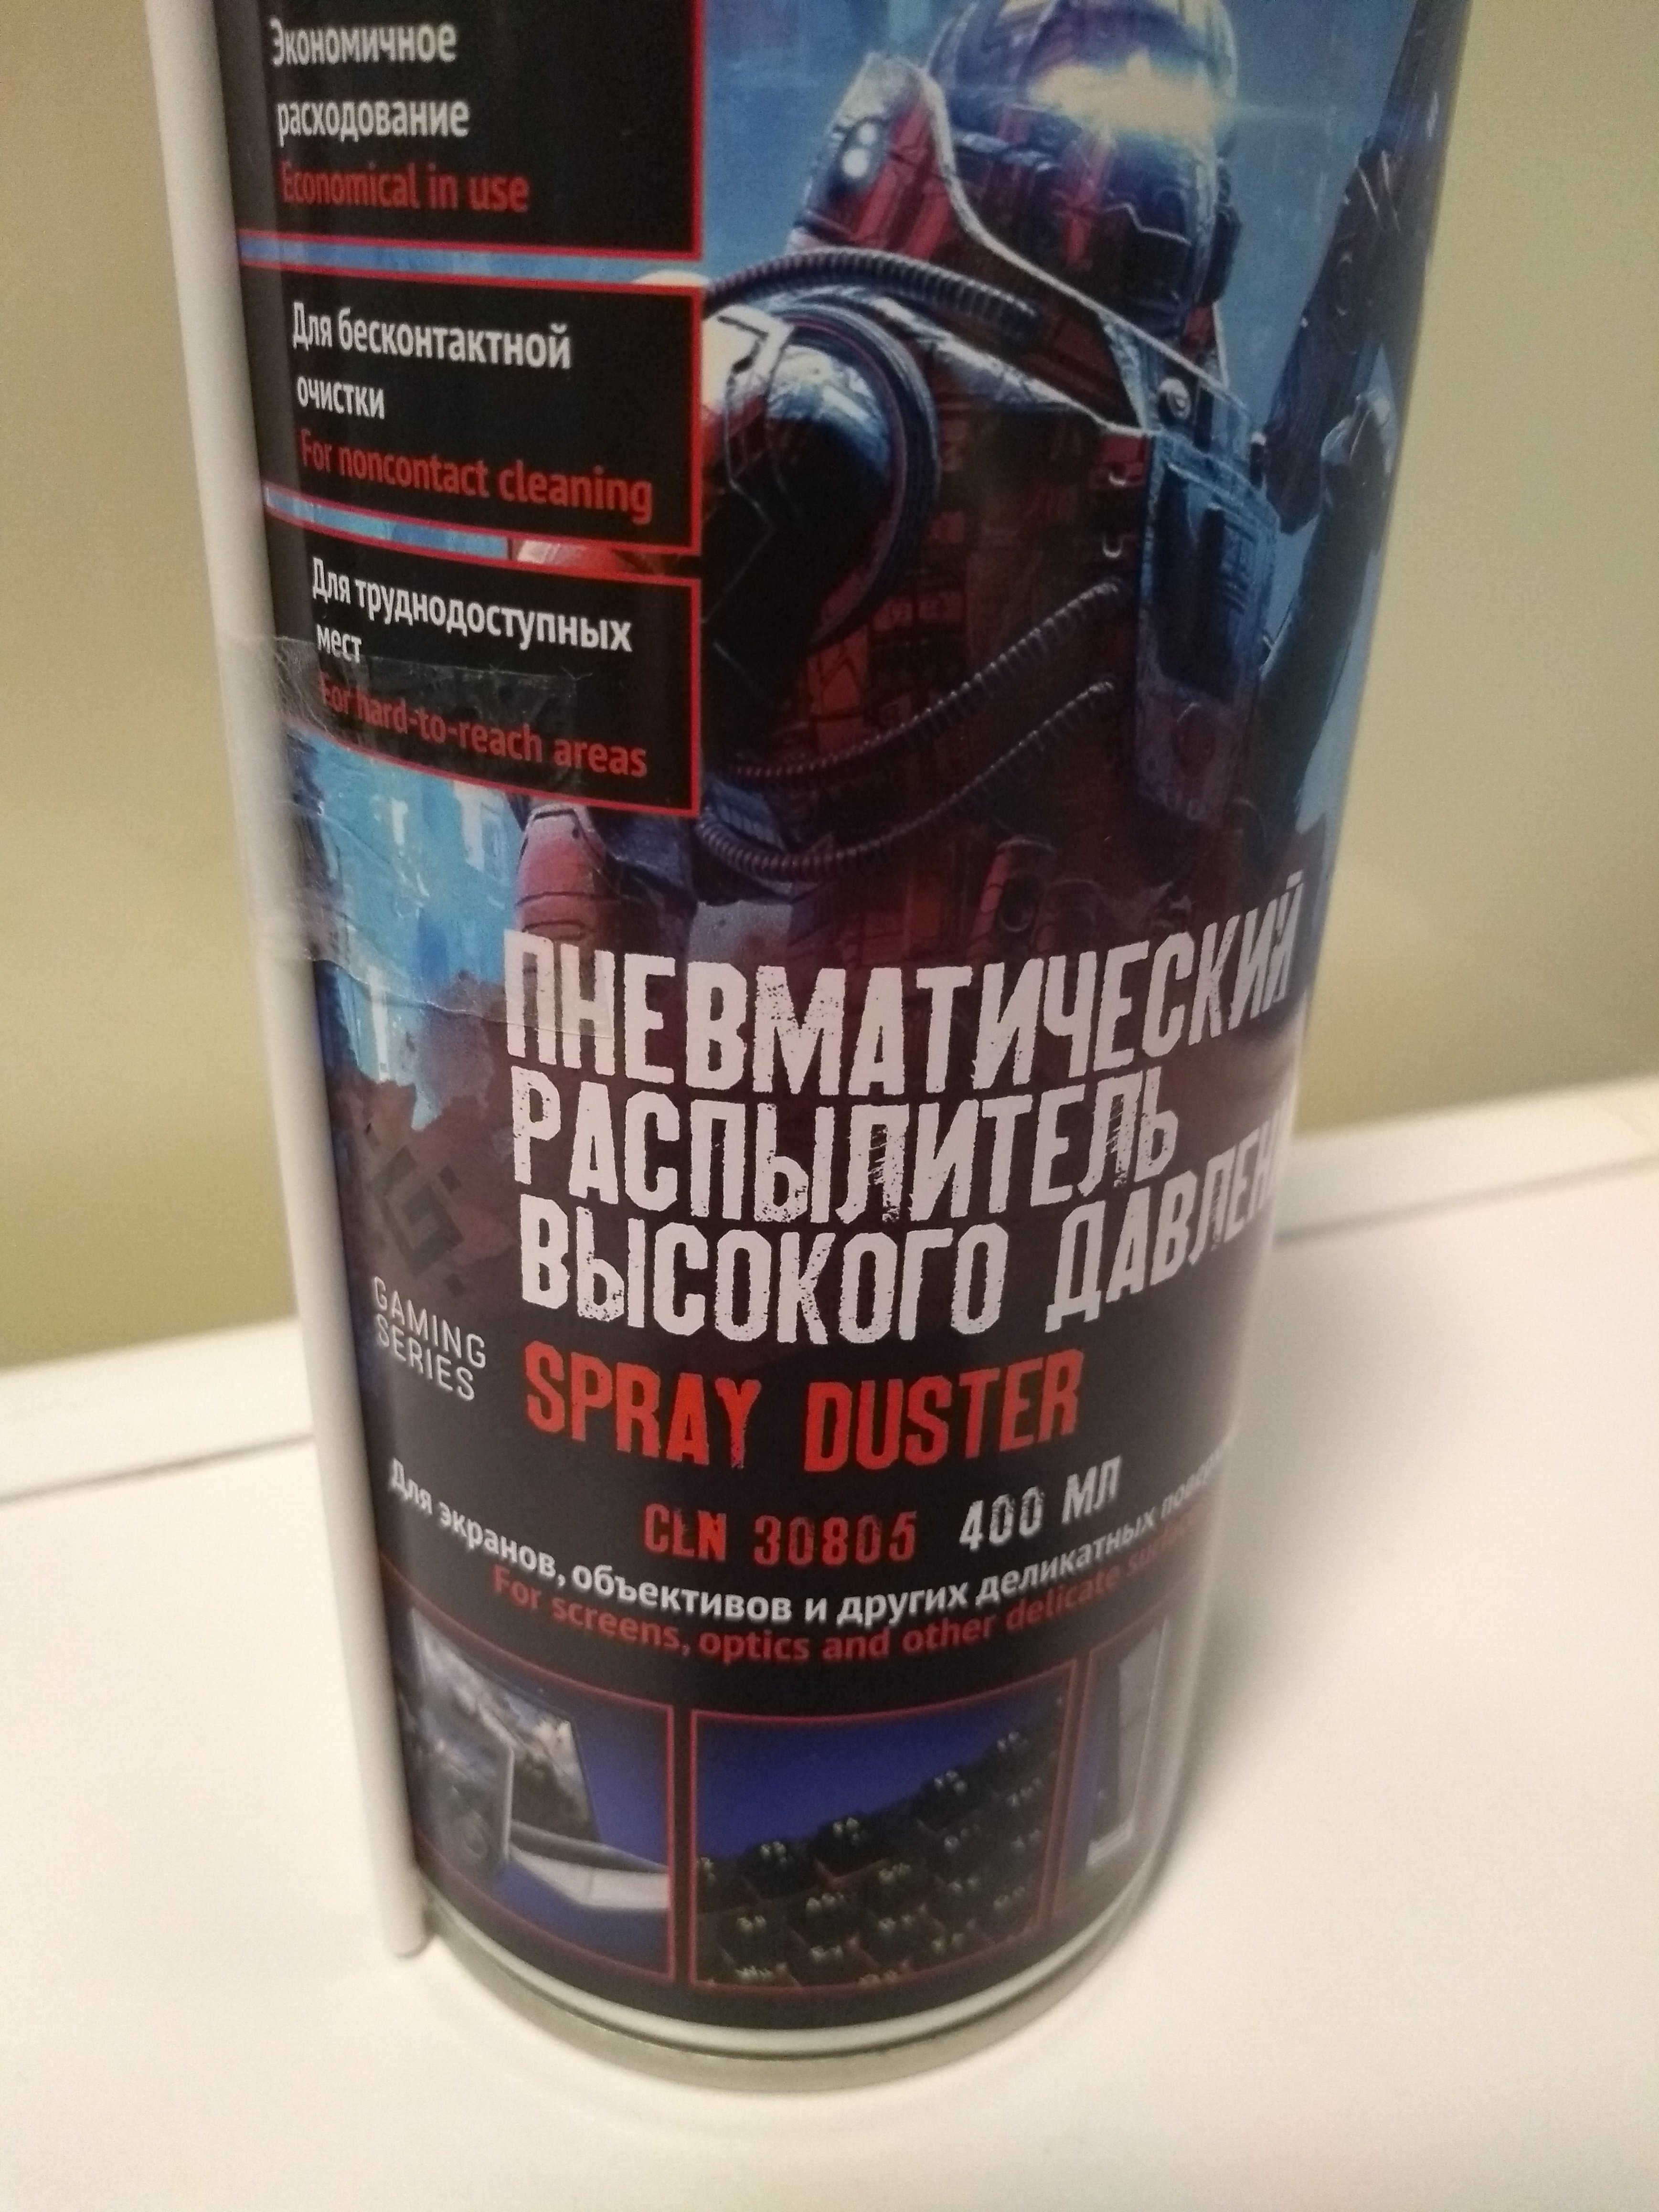 Экономичное
расходование
Economical in use
Для бесконтактной
очистки
For noncontact cleaning
Для труднодоступных
мест
For hard-to-reach areas
ПНЕВМАТИЧЕСКИЙ
РАСПЫЛИТЕЛЬ
ВЫСОКОГО
GAMING
SERIES
SPRAY DUSTER
CLN 30805 400 МЛ
Для экранов, объективов и других деликатных
For screens, optics and other delicate